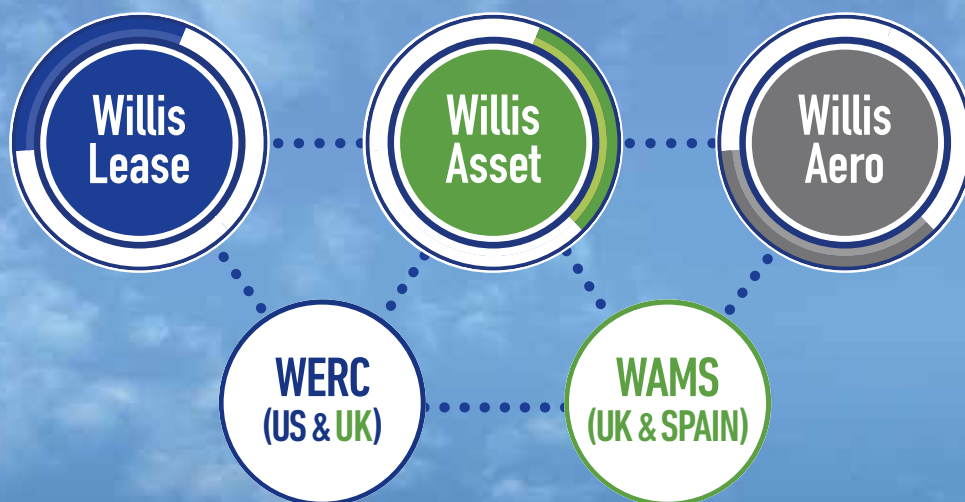 Willis
Lease
Willis
Asset
Willis
Aero
WERC
(US & UK)
WAMS
(UK & SPAIN)